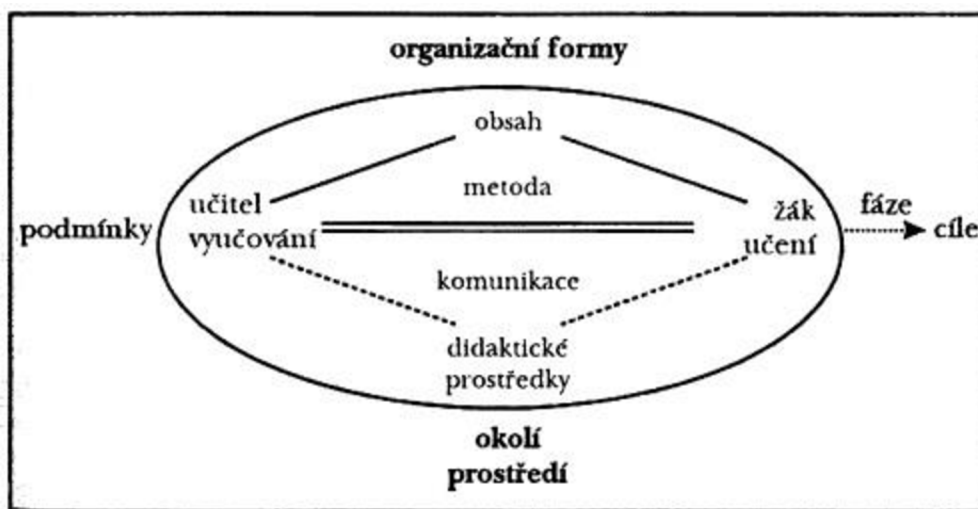 organizační formy
obsah
metoda
učitel
vyučování
žák
učení
podmínky
fáze
cíle
komunikace
didaktické
prostředky
okolí
prostředí